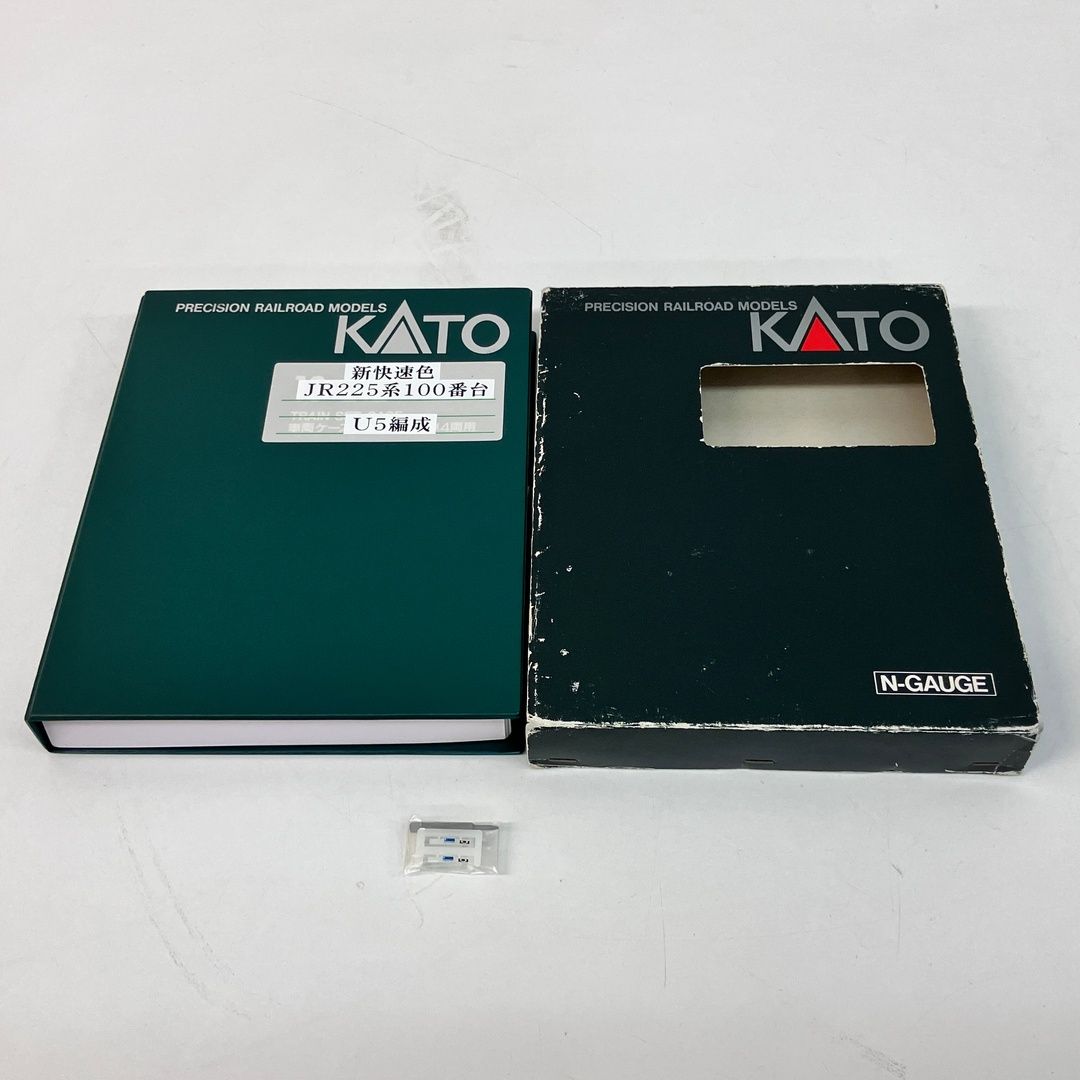 PRECISION RAILROAD MODELS
KATO
新快速色
JR225系100番台
U5編成
PRECISION RAILROAD MODELS
KATO
N-GAUGE